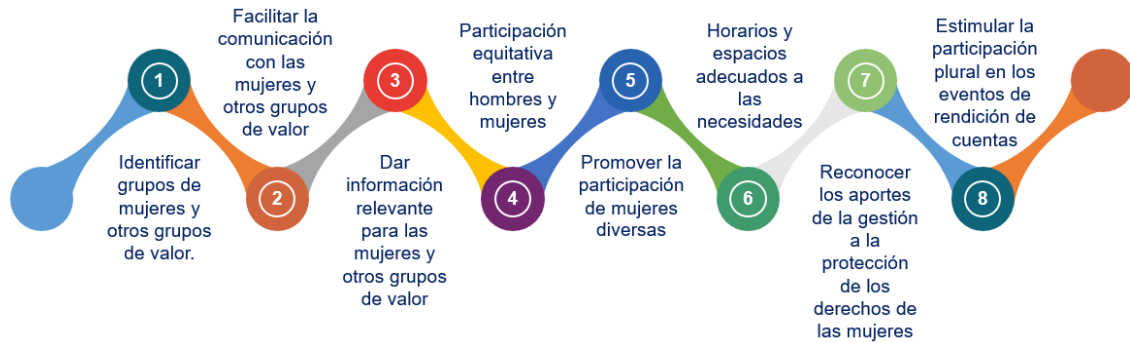 1
Identificar
grupos de
mujeres y
otros grupos
de valor.
2
Facilitar la
comunicación
con las
mujeres y
otros grupos
de valor
3
Dar
información
relevante
para las
mujeres y
otros grupos
de valor
4
Participación
equitativa
entre
hombres y
mujeres
5
Promover la
participación
de mujeres
diversas
6
Horarios y
espacios
adecuados a
las
necesidades
7
Reconocer
los aportes
de la gestión
a la
protección
de los
derechos de
las mujeres
8
Estimular la
participación
plural en los
eventos de
rendición de
cuentas